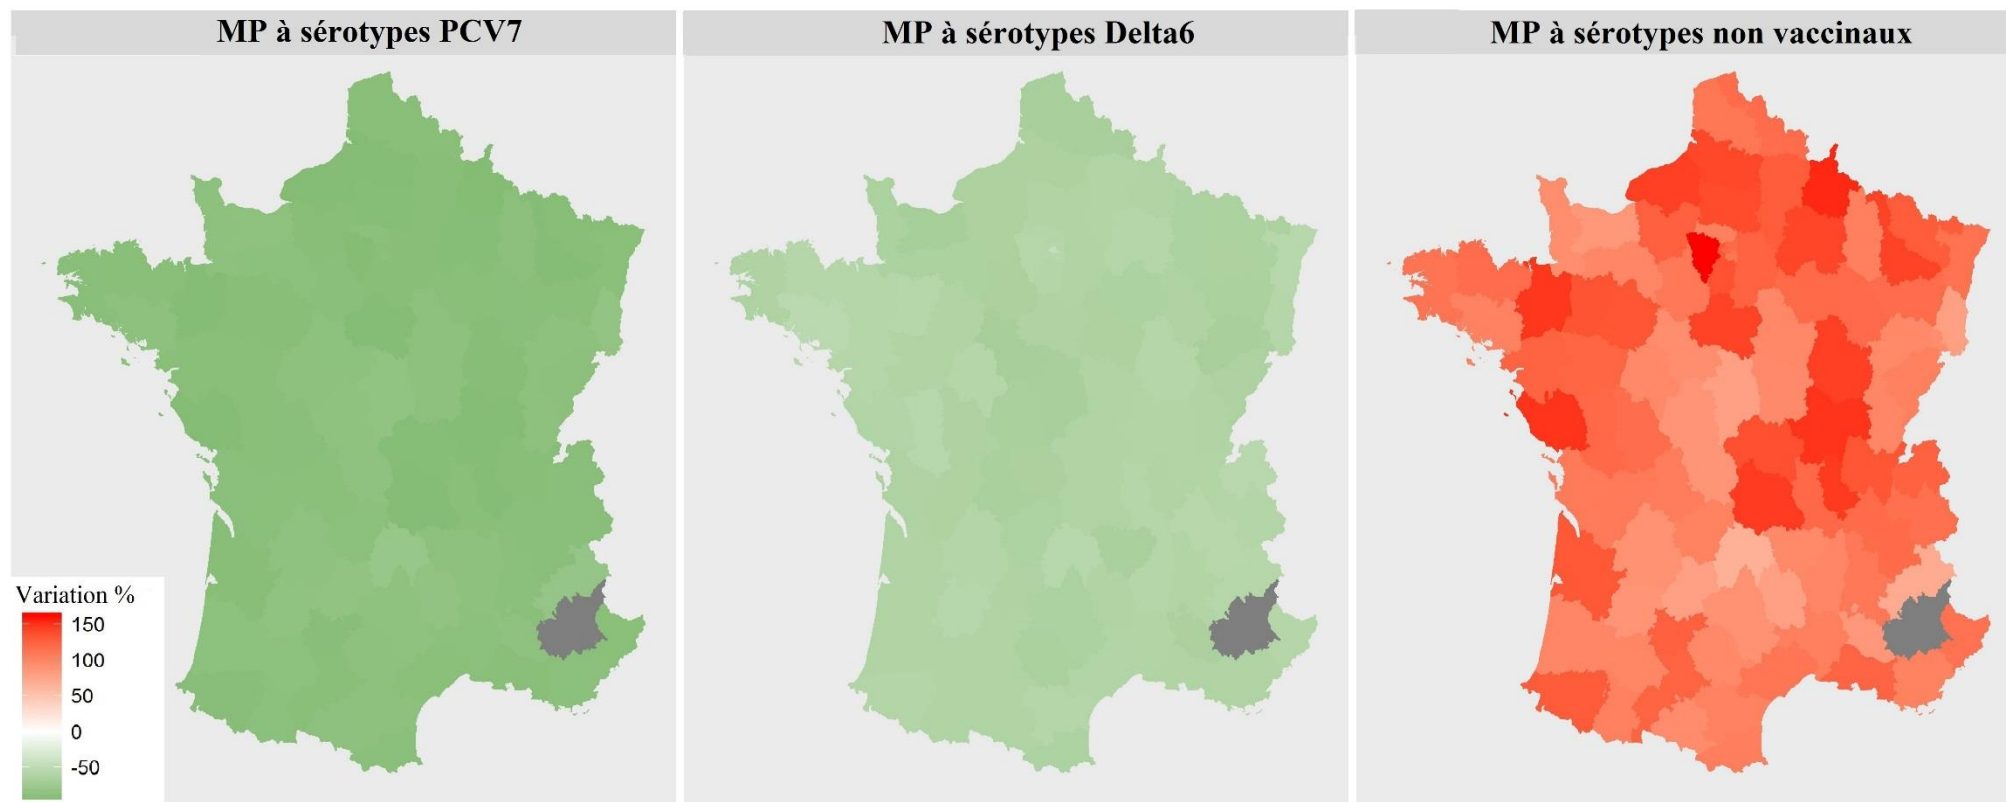 MP à sérotypes PCV7
MP à sérotypes Delta6
MP à sérotypes non vaccinaux
Variation %
150
100
50
0
-50